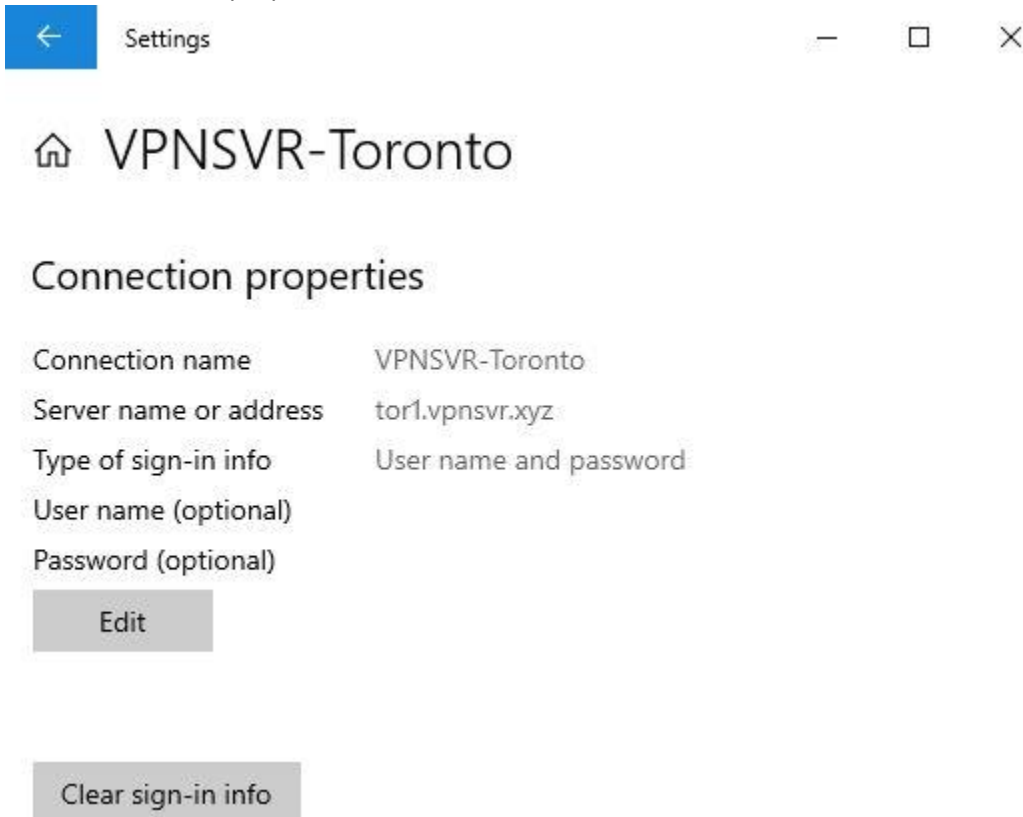 Settings
VPNSVR-Toronto
Connection properties
Connection name VPNSVR-Toronto
Server name or address tor1.vpnsvr.xyz
Type of sign-in info User name and password
User name (optional)
Password (optional)
Edit
Clear sign-in info